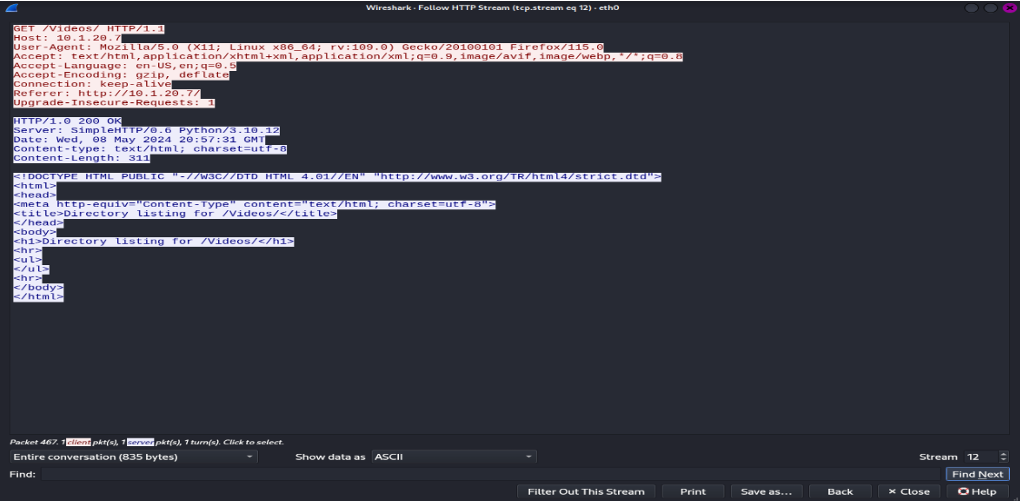 Wireshark - Follow HTTP Stream (tcp.stream eq 12) - eth0
GET /Videos/ HTTP/1.1
Host: 10.1.20.7
User-Agent: Mozilla/5.0 (X11; Linux x86_64; rv:109.0) Gecko/20100101 Firefox/115.0
Accept: text/html,application/xhtml+xml,application/xml;q=0.9,image/avif,image/webp,*/*;q=0.8
Accept-Language: en-US,en;q=0.5
Accept-Encoding: gzip, deflate
Connection: keep-alive
Referer: http://10.1.20.7/
Upgrade-Insecure-Requests: 1
HTTP/1.0 200 OK
Server: SimpleHTTP/0.6 Python/3.10.12
Date: Wed, 08 May 2024 20:57:31 GMT
Content-type: text/html; charset=utf-8
Content-Length: 311
<!DOCTYPE HTML PUBLIC "-//W3C//DTD HTML 4.01//EN" "http://www.w3.org/TR/html4/strict.dtd">
<html>
<head>
<meta http-equiv="Content-Type" content="text/html; charset=utf-8">
<title>Directory listing for /Videos/</title>
</head>
<body>
<h1>Directory listing for /Videos/</h1>
<hr>
<ul>
</ul>
<hr>
</body>
</html>
Packet 467. 1 client pkt(s), 1 server pkt(s), 1 turn(s). Click to select.
Entire conversation (835 bytes) Show data as ASCII Stream 12
Find: Find Next
Filter Out This Stream Print Save as... Back × Close Help